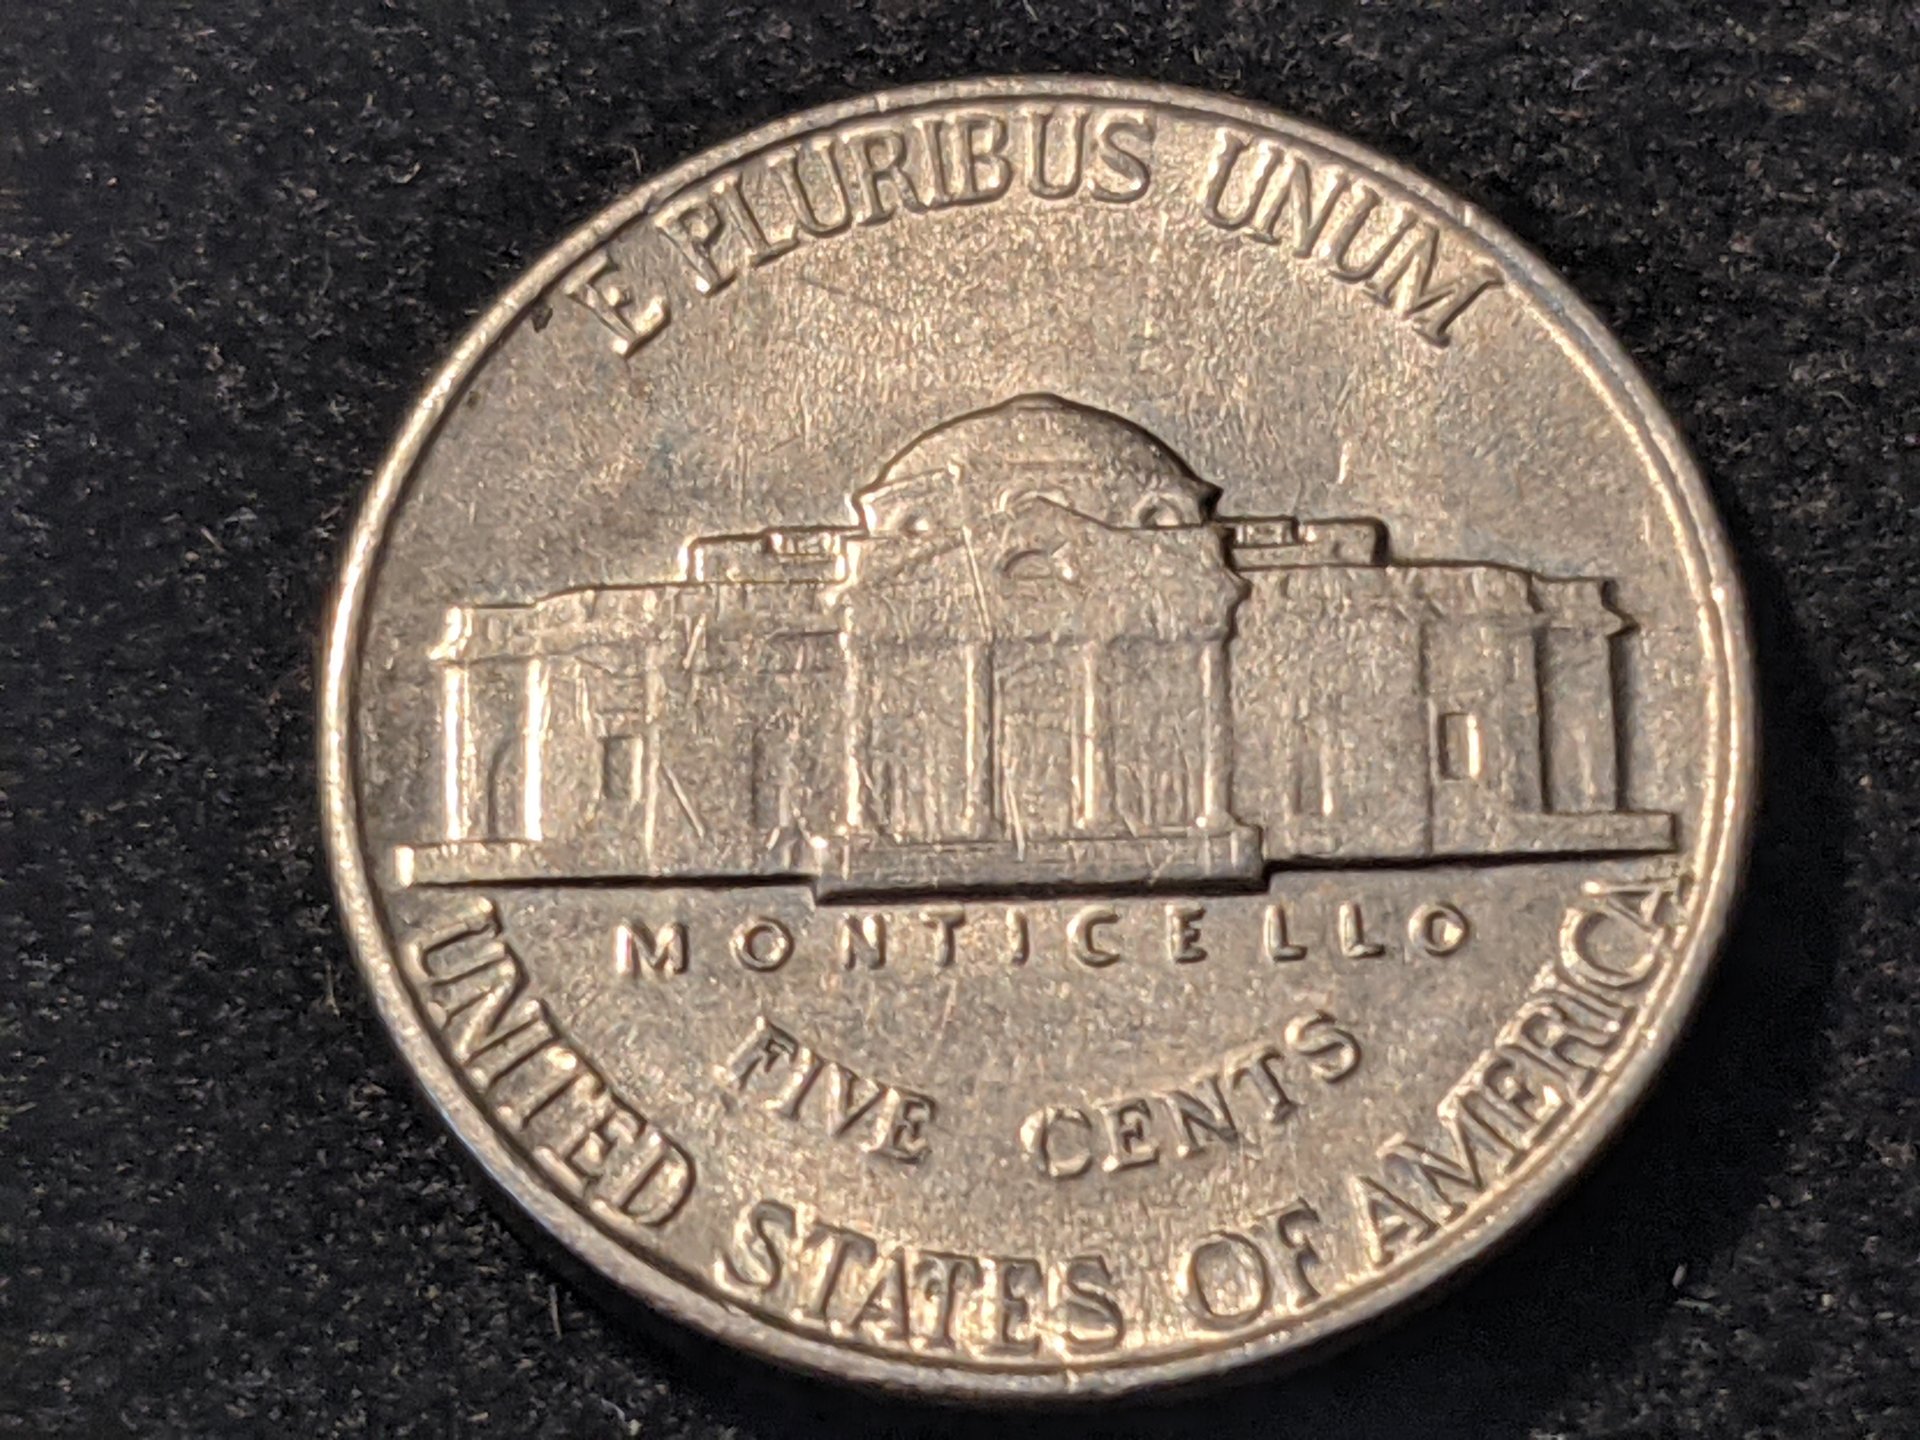 E PLURIBUS UNUM
MONTICELLO
FIVE CENTS
UNITED STATES OF AMERICA